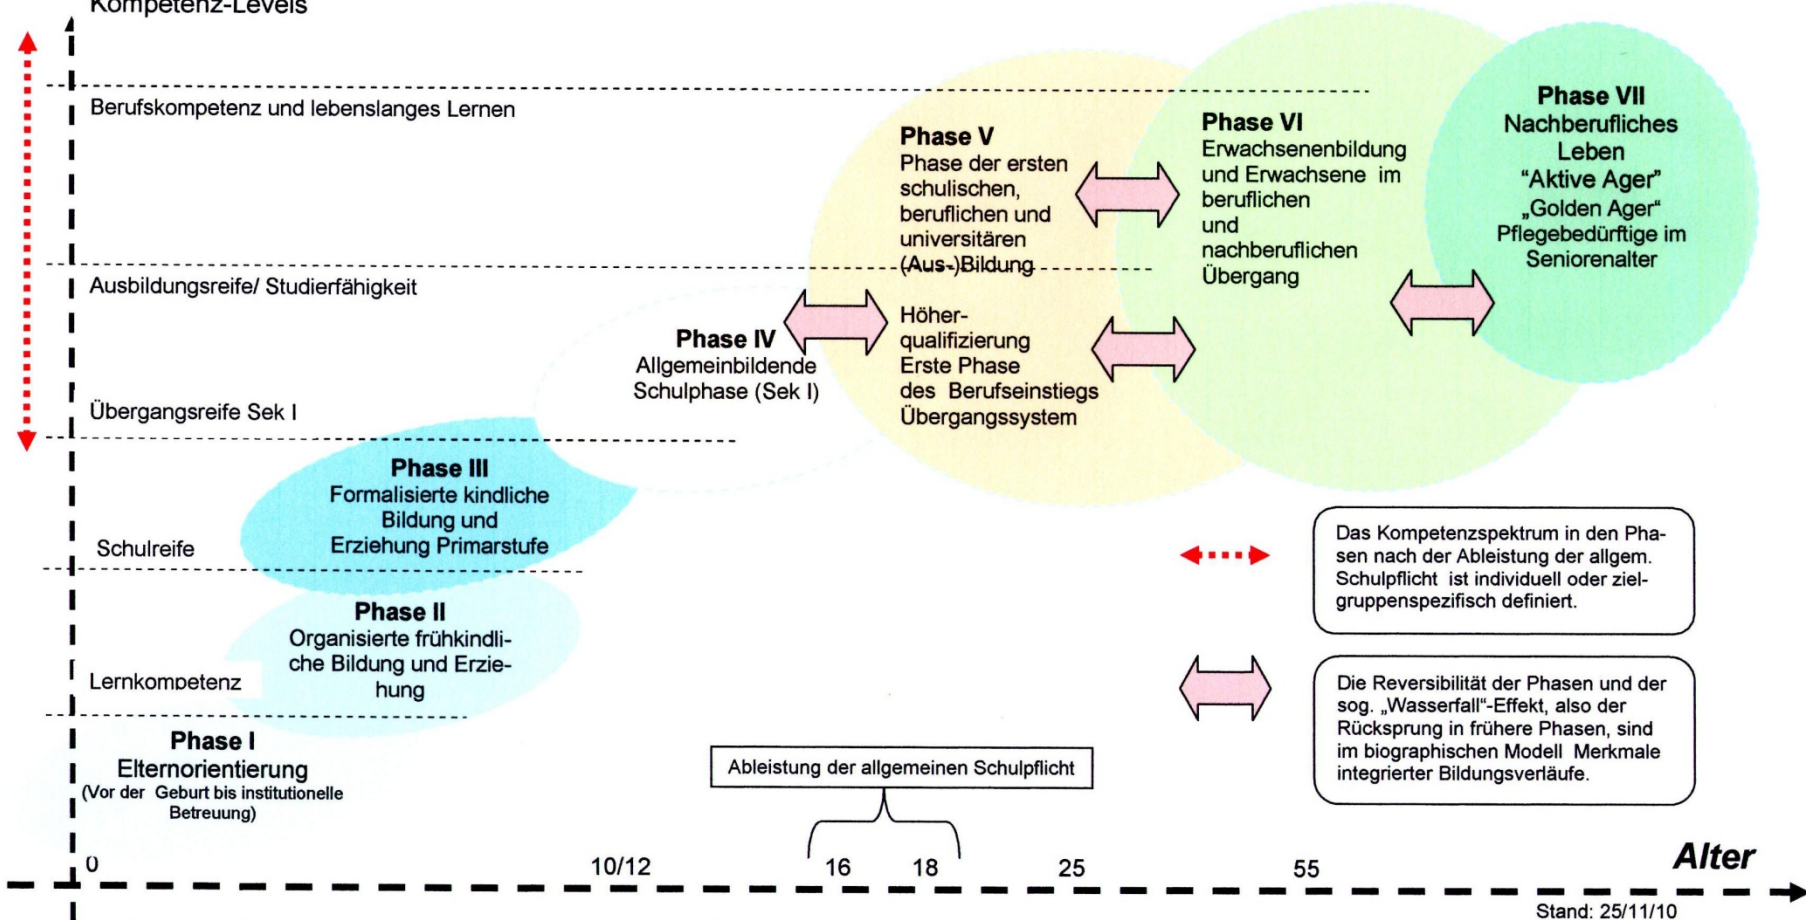 Kompetenz-Levels
Berufskompetenz und lebenslanges Lernen
Ausbildungsreife/ Studierfähigkeit
Übergangsreife Sek I
Schulreife
Lernkompetenz
Phase I
Elternorientierung
(Vor der Geburt bis institutionelle
Betreuung)
Phase II
Organisierte frühkindli-
che Bildung und Erzie-
hung
Phase III
Formalisierte kindliche
Bildung und
Erziehung Primarstufe
Phase IV
Allgemeinbildende
Schulphase (Sek I)
Phase V
Phase der ersten
schulischen,
beruflichen und
universitären
(Aus-)Bildung
Höher-
qualifizierung
Erste Phase
des Berufseinstiegs
Übergangssystem
Phase VI
Erwachsenenbildung
und Erwachsene im
beruflichen
und
nachberuflichen
Übergang
Phase VII
Nachberufliches
Leben
“Aktive Ager”
„Golden Ager“
Pflegebedürftige im
Seniorenalter
Das Kompetenzspektrum in den Pha-
sen nach der Ableistung der allgem.
Schulpflicht ist individuell oder ziel-
gruppenspezifisch definiert.
Die Reversibilität der Phasen und der
sog. „Wasserfall“-Effekt, also der
Rücksprung in frühere Phasen, sind
im biographischen Modell Merkmale
integrierter Bildungsverläufe.
Ableistung der allgemeinen Schulpflicht
0 10/12 16 18 25 55 Alter
Stand: 25/11/10